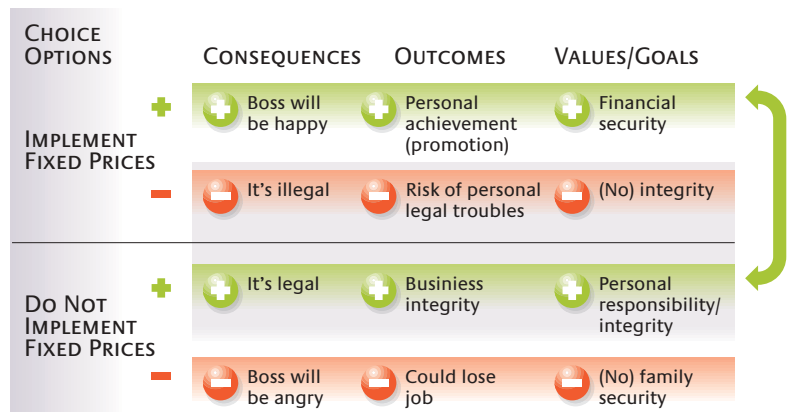 CHOICE
OPTIONS
CONSEQUENCES OUTCOMES VALUES/GOALS
IMPLEMENT
FIXED PRICES
+
Boss will
be happy
Personal
achievement
(promotion)
Financial
security
−
It's illegal
Risk of personal
legal troubles
(No) integrity
DO NOT
IMPLEMENT
FIXED PRICES
+
It's legal
Businiess
integrity
Personal
responsibility/
integrity
−
Boss will
be angry
Could lose
job
(No) family
security